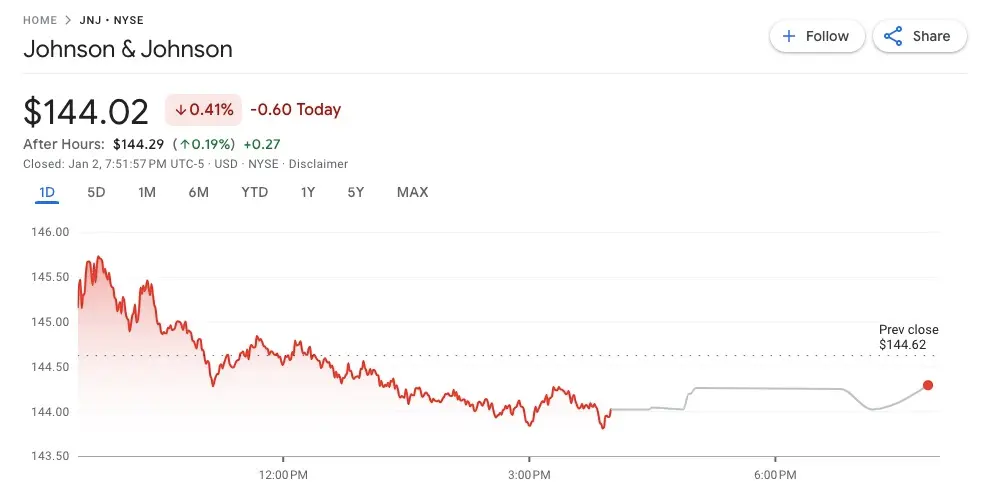 HOME > JNJ • NYSE
Johnson & Johnson
+ Follow
Share
$144.02 ↓0.41% -0.60 Today
After Hours: $144.29 (↑0.19%) +0.27
Closed: Jan 2, 7:51:57 PM UTC-5 · USD · NYSE · Disclaimer
1D 5D 1M 6M YTD 1Y 5Y MAX
146.00
145.50
145.00
144.50
144.00
143.50
Prev close
$144.62
12:00 PM 3:00 PM 6:00 PM